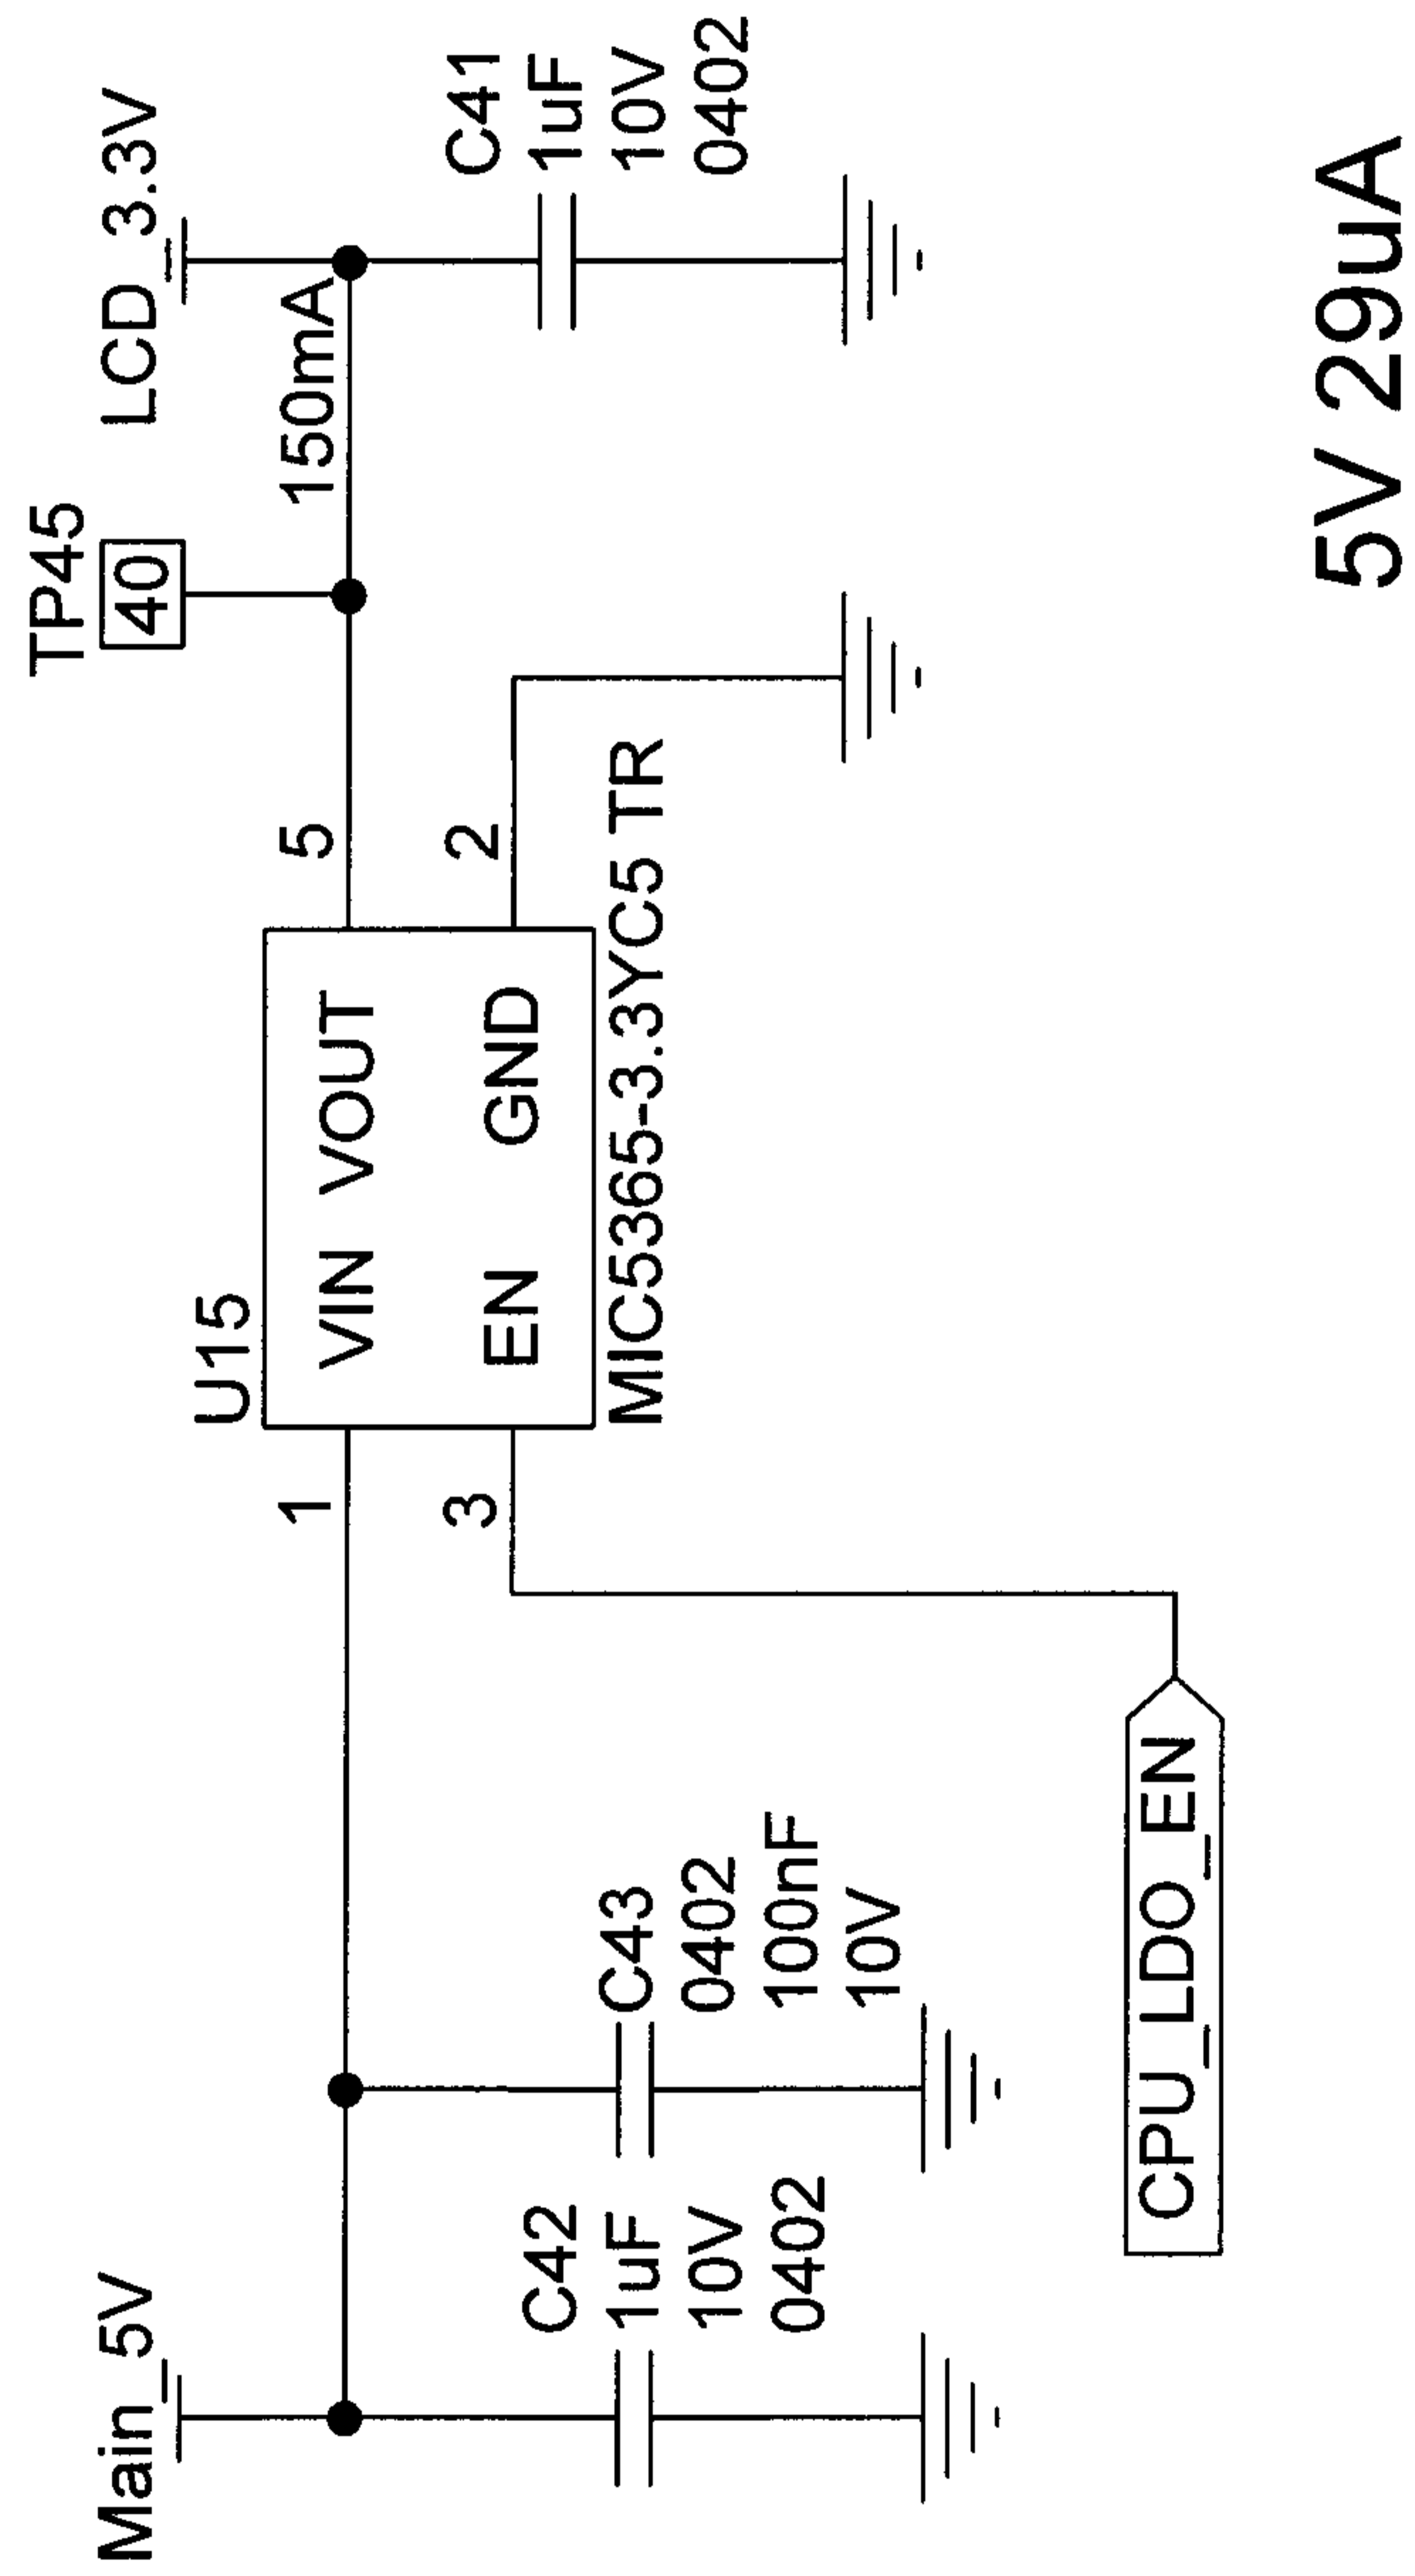 Main_5V
C42
1uF
10V
0402
C43
0402
100nF
10V
CPU_LDO_EN
1
3
U15
VIN VOUT
EN GND
MIC5365-3.3YC5 TR
5
2
TP45
40
150mA
LCD_3.3V
C41
1uF
10V
0402
5V 29uA